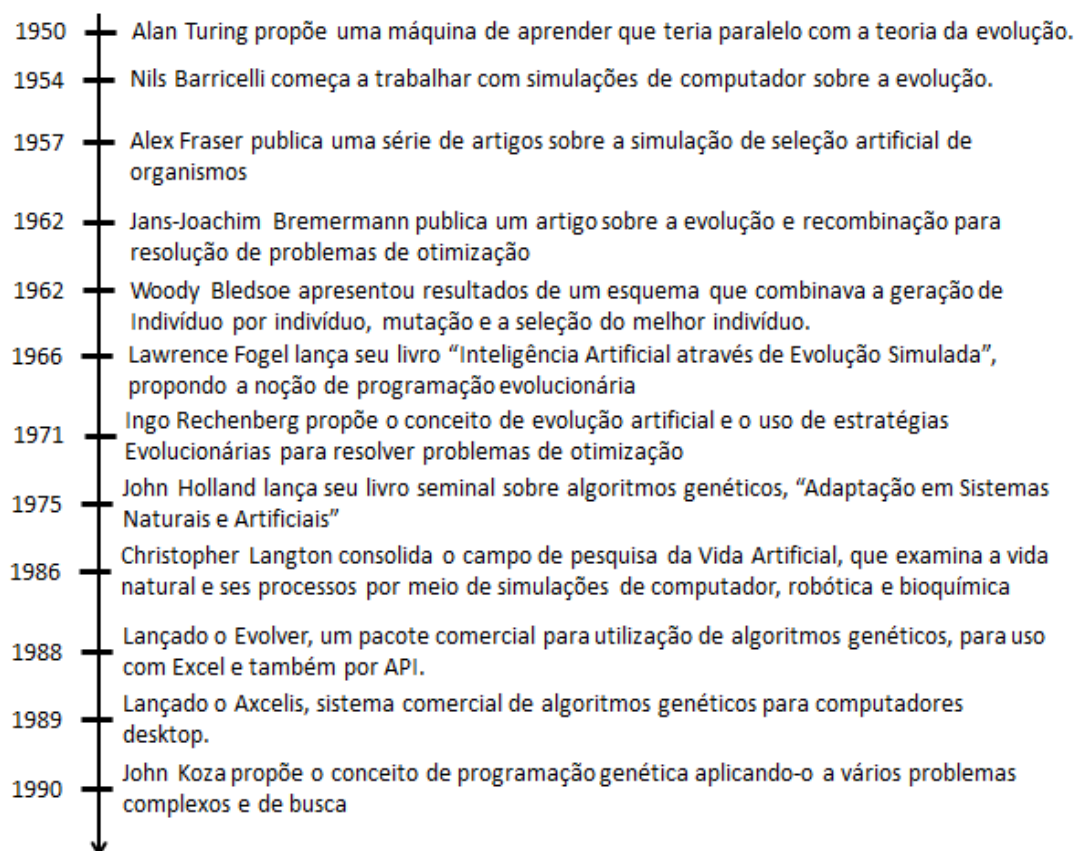 1950 Alan Turing propõe uma máquina de aprender que teria paralelo com a teoria da evolução.
1954 Nils Barricelli começa a trabalhar com simulações de computador sobre a evolução.
1957 Alex Fraser publica uma série de artigos sobre a simulação de seleção artificial de
organismos
1962 Jans-Joachim Bremermann publica um artigo sobre a evolução e recombinação para
resolução de problemas de otimização
1962 Woody Bledsoe apresentou resultados de um esquema que combinava a geração de
Indivíduo por indivíduo, mutação e a seleção do melhor indivíduo.
1966 Lawrence Fogel lança seu livro “Inteligência Artificial através de Evolução Simulada”,
propondo a noção de programação evolucionária
1971 Ingo Rechenberg propõe o conceito de evolução artificial e o uso de estratégias
Evolucionárias para resolver problemas de otimização
1975 John Holland lança seu livro seminal sobre algoritmos genéticos, “Adaptação em Sistemas
Naturais e Artificiais”
1986 Christopher Langton consolida o campo de pesquisa da Vida Artificial, que examina a vida
natural e ses processos por meio de simulações de computador, robótica e bioquímica
1988 Lançado o Evolver, um pacote comercial para utilização de algoritmos genéticos, para uso
com Excel e também por API.
1989 Lançado o Axcelis, sistema comercial de algoritmos genéticos para computadores
desktop.
1990 John Koza propõe o conceito de programação genética aplicando-o a vários problemas
complexos e de busca